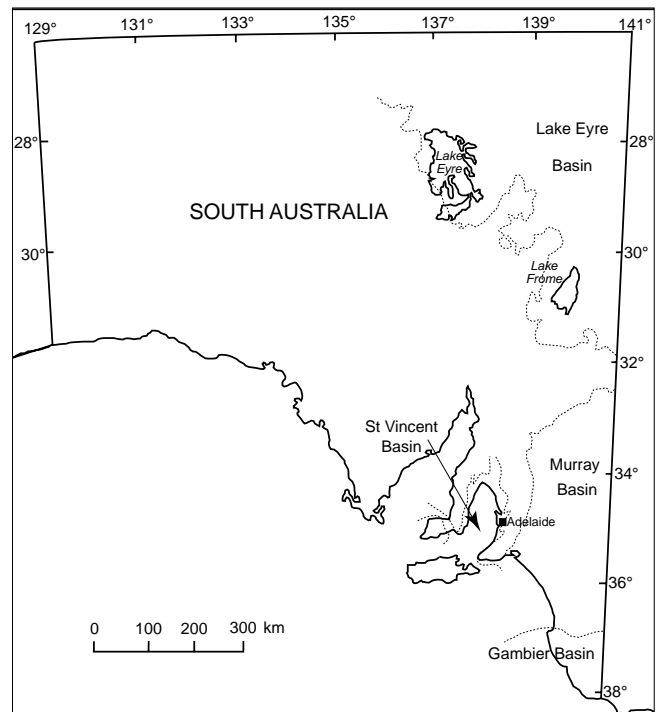 129°
131°
133°
135°
137°
139°
141°
28°
Lake Eyre
Basin
28°
Lake
Eyre
SOUTH AUSTRALIA
30°
30°
Lake
Frome
32°
St Vincent
Basin
Murray
Basin
34°
Adelaide
36°
0 100 200 300 km
Gambier Basin
38°